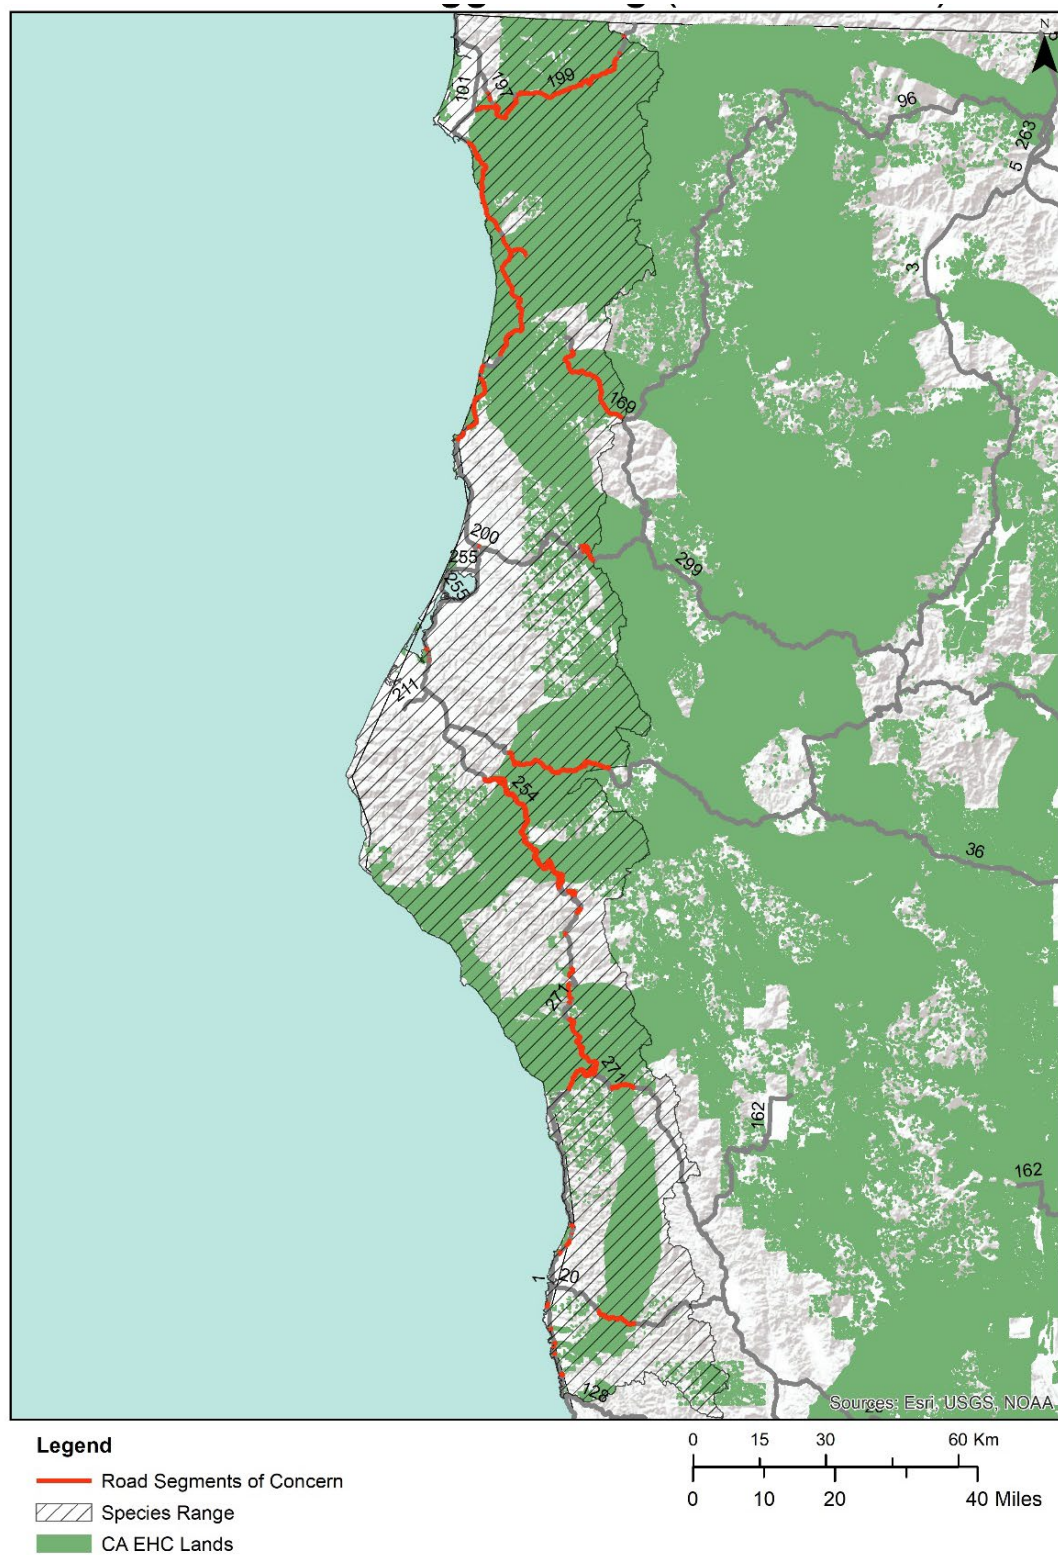 N
199
197
101
96
263
5
3
169
200
255
255
299
211
254
36
271
271
162
162
1
20
128
Sources: Esri, USGS, NOAA
Legend
Road Segments of Concern
Species Range
CA EHC Lands
0 15 30 60 Km
0 10 20 40 Miles